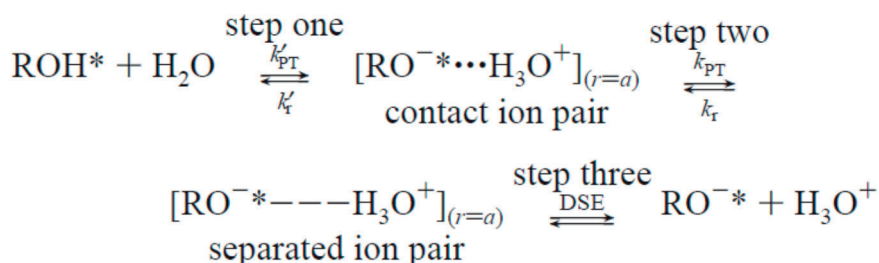 step one step two
ROH* + H₂O k′PT ⇌ k′r [RO⁻*···H₃O⁺](r=a) kPT ⇌ kr
contact ion pair
step three
[RO⁻*−−−H₃O⁺](r=a) DSE ⇌ RO⁻* + H₃O⁺
separated ion pair